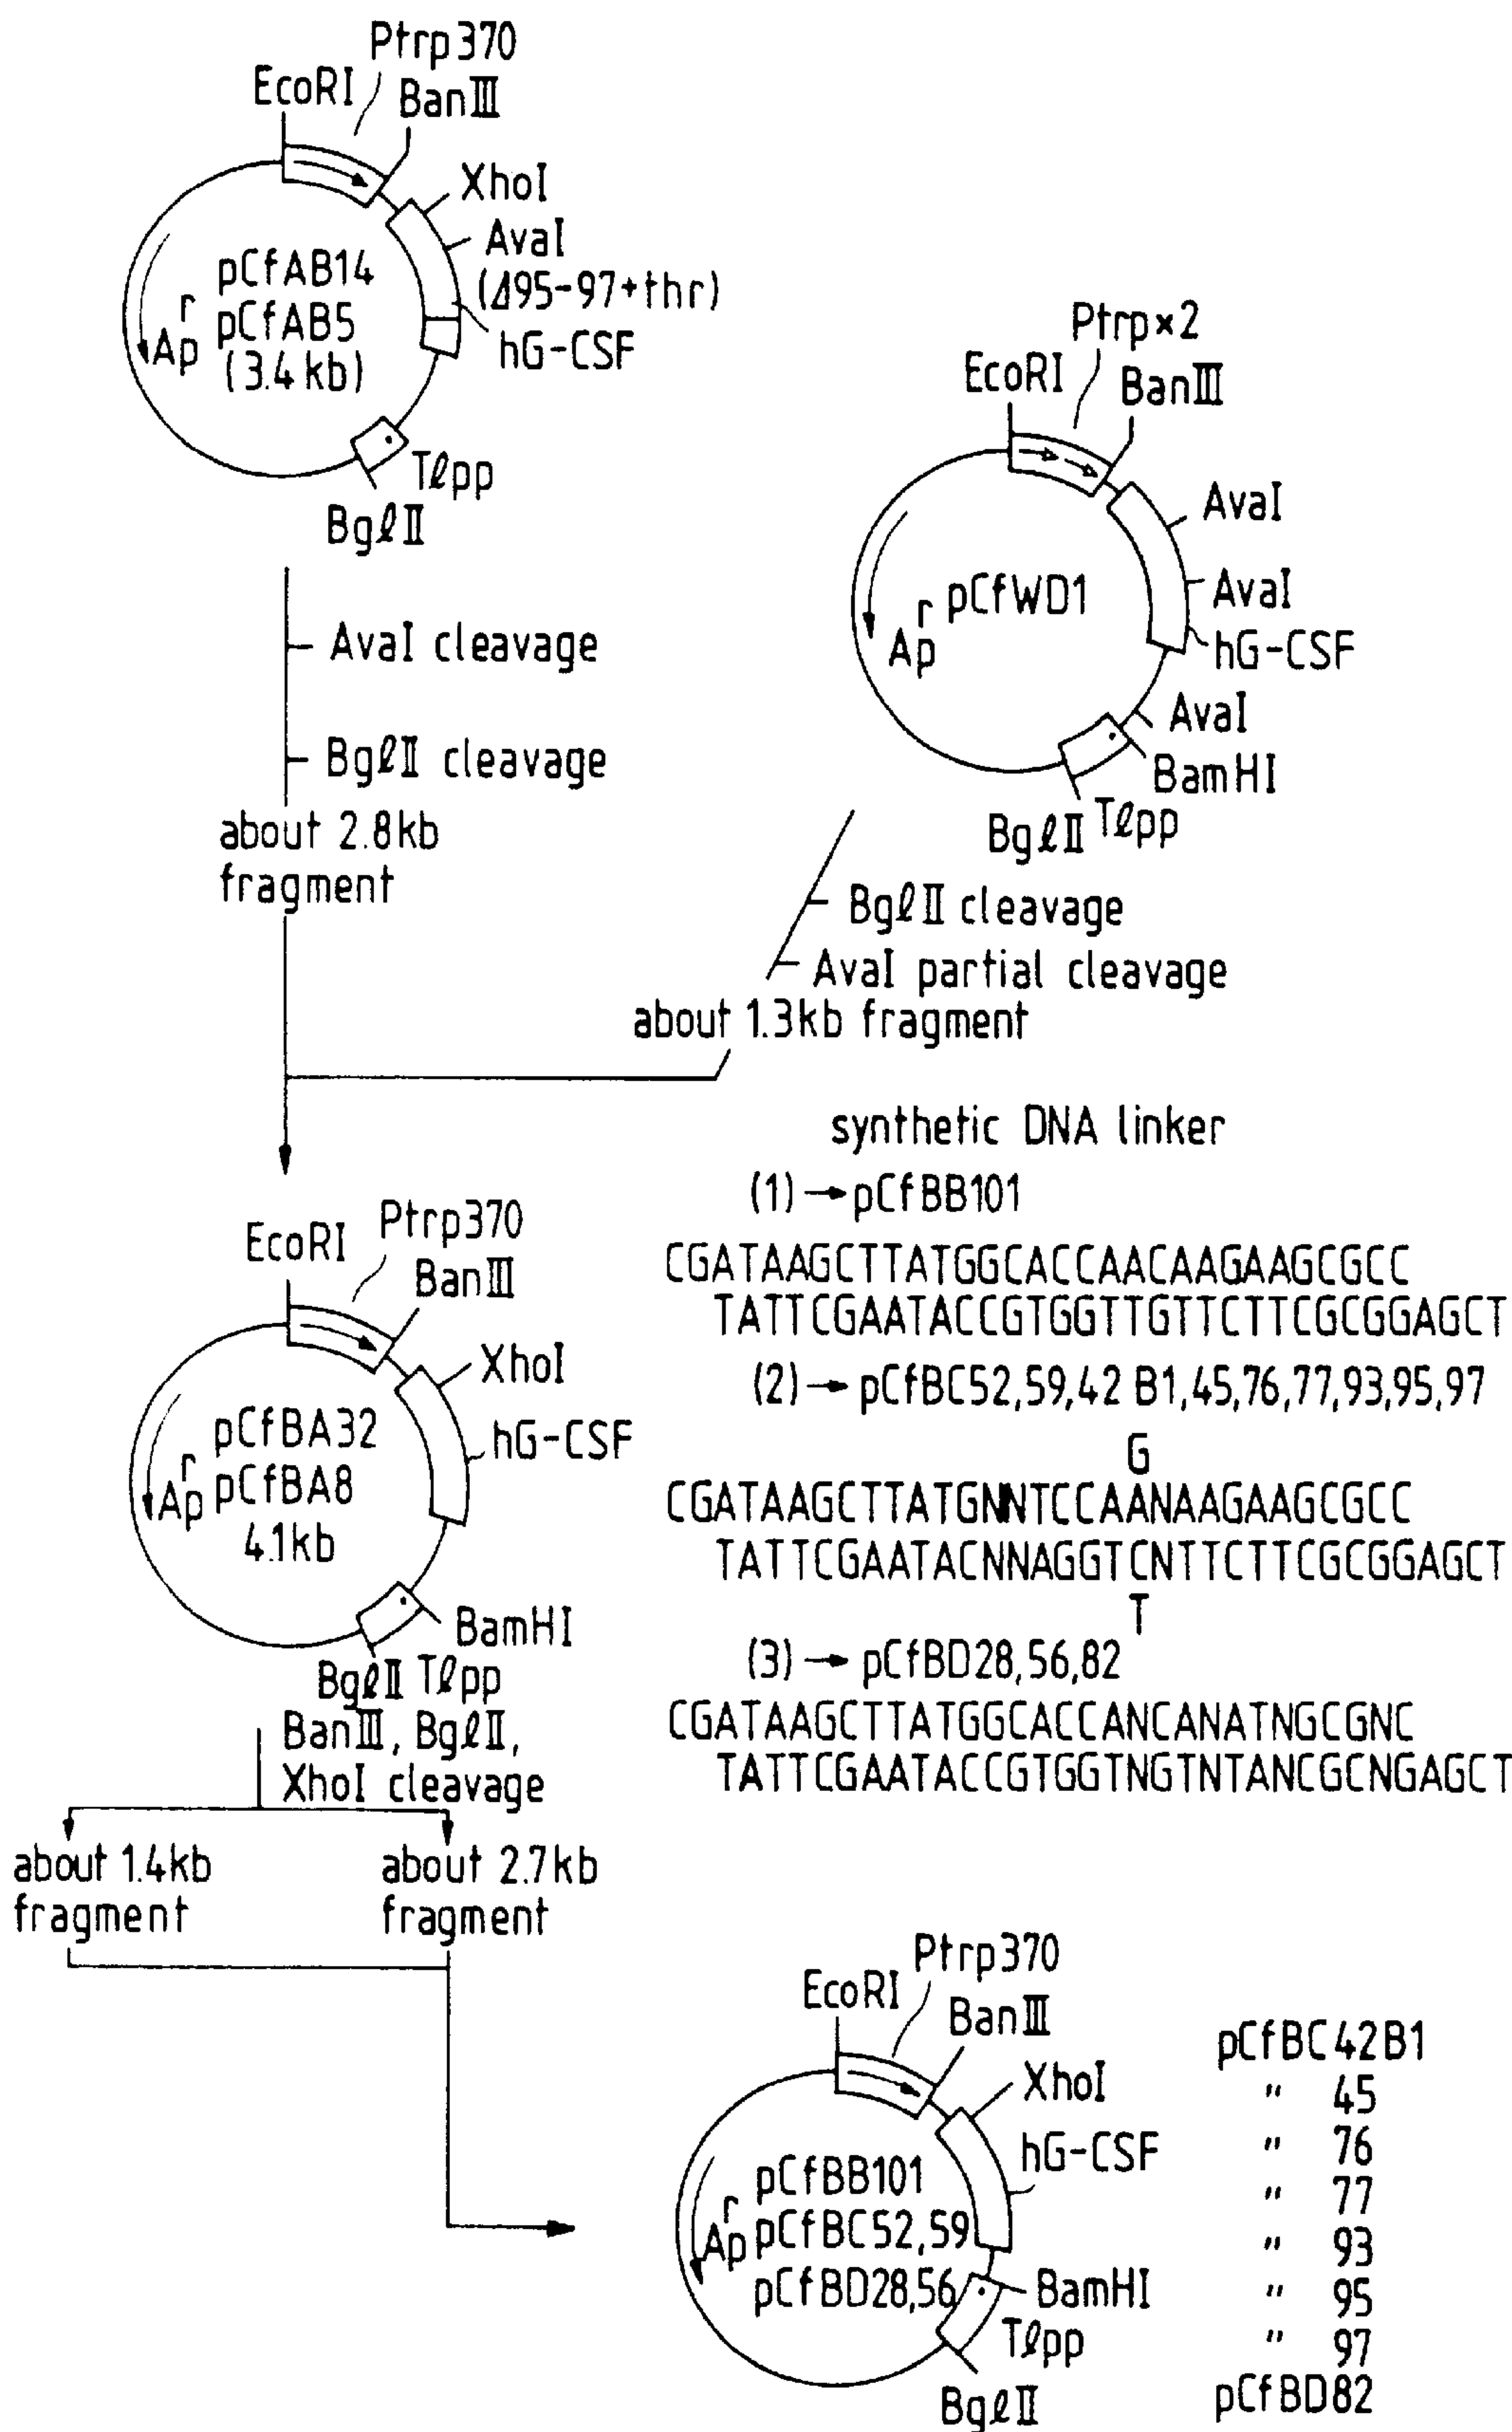 Ptrp370
EcoRI
BanⅢ
XhoI
AvaI
(Δ95-97+thr)
hG-CSF
pCfAB14
pCfAB5
(3.4kb)
Apr
Tℓpp
BgℓⅡ
AvaI cleavage
BgℓⅡ cleavage
about 2.8kb
fragment
Ptrp×2
EcoRI
BanⅢ
AvaI
AvaI
hG-CSF
pCfWD1
Apr
AvaI
BamHI
Tℓpp
BgℓⅡ
BgℓⅡ cleavage
AvaI partial cleavage
about 1.3kb fragment
synthetic DNA linker
(1)→pCfBB101
CGATAAGCTTATGGCACCAACAAGAAGCGCC
TATTCGAATACCGTGGTTGTTCTTCGCGGAGCT
(2)→pCfBC52,59,42 B1,45,76,77,93,95,97
G
CGATAAGCTTATGNNTCCAANAAGAAGCGCC
TATTCGAATACNNAGGTCNTTCTTCGCGGAGCT
T
(3)→pCfBD28,56,82
CGATAAGCTTATGGCACCANCANATNGCGNC
TATTCGAATACCGTGGTNGTNTANCGCNGAGCT
Ptrp370
EcoRI
BanⅢ
XhoI
hG-CSF
pCfBA32
pCfBA8
4.1kb
Apr
BamHI
BgℓⅡ Tℓpp
BanⅢ, BgℓⅡ,
XhoI cleavage
about 1.4kb
fragment
about 2.7kb
fragment
Ptrp370
EcoRI
BanⅢ
XhoI
hG-CSF
pCfBB101
pCfBC52,59
pCfBD28,56
Apr
BamHI
Tℓpp
BgℓⅡ
pCfBC42B1
" 45
" 76
" 77
" 93
" 95
" 97
pCfBD82